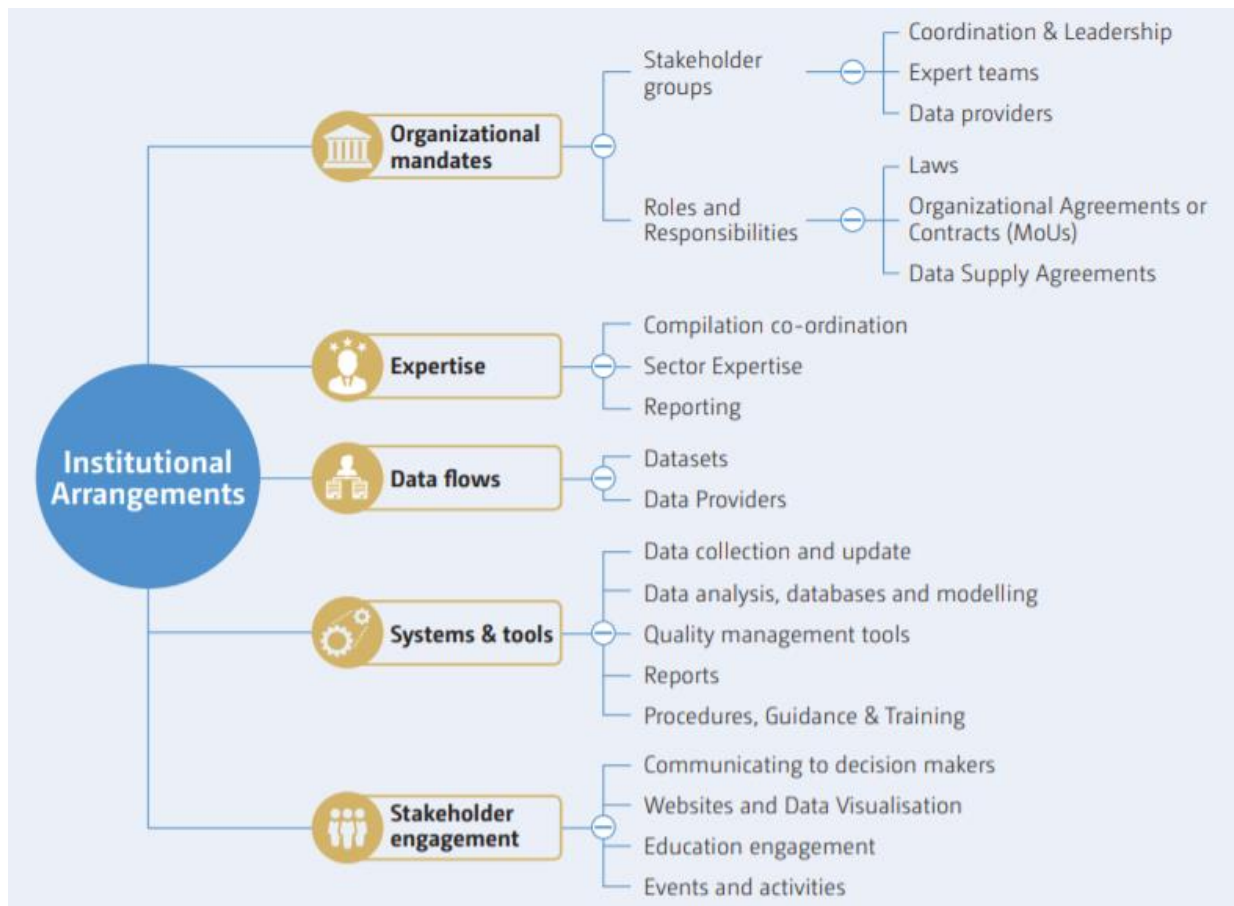 Institutional
Arrangements
Organizational
mandates
Stakeholder
groups
Coordination & Leadership
Expert teams
Data providers
Roles and
Responsibilities
Laws
Organizational Agreements or
Contracts (MoUs)
Data Supply Agreements
Expertise
Compilation co-ordination
Sector Expertise
Reporting
Data flows
Datasets
Data Providers
Systems & tools
Data collection and update
Data analysis, databases and modelling
Quality management tools
Reports
Procedures, Guidance & Training
Stakeholder
engagement
Communicating to decision makers
Websites and Data Visualisation
Education engagement
Events and activities